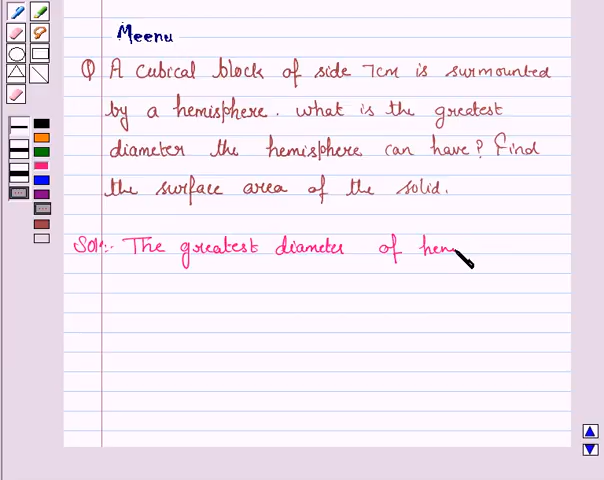 Meenu
Q A cubical block of side 7cm is surmounted
by a hemisphere. what is the greatest
diameter the hemisphere can have? Find
the surface area of the solid.
Soln:- The greatest diameter of hem